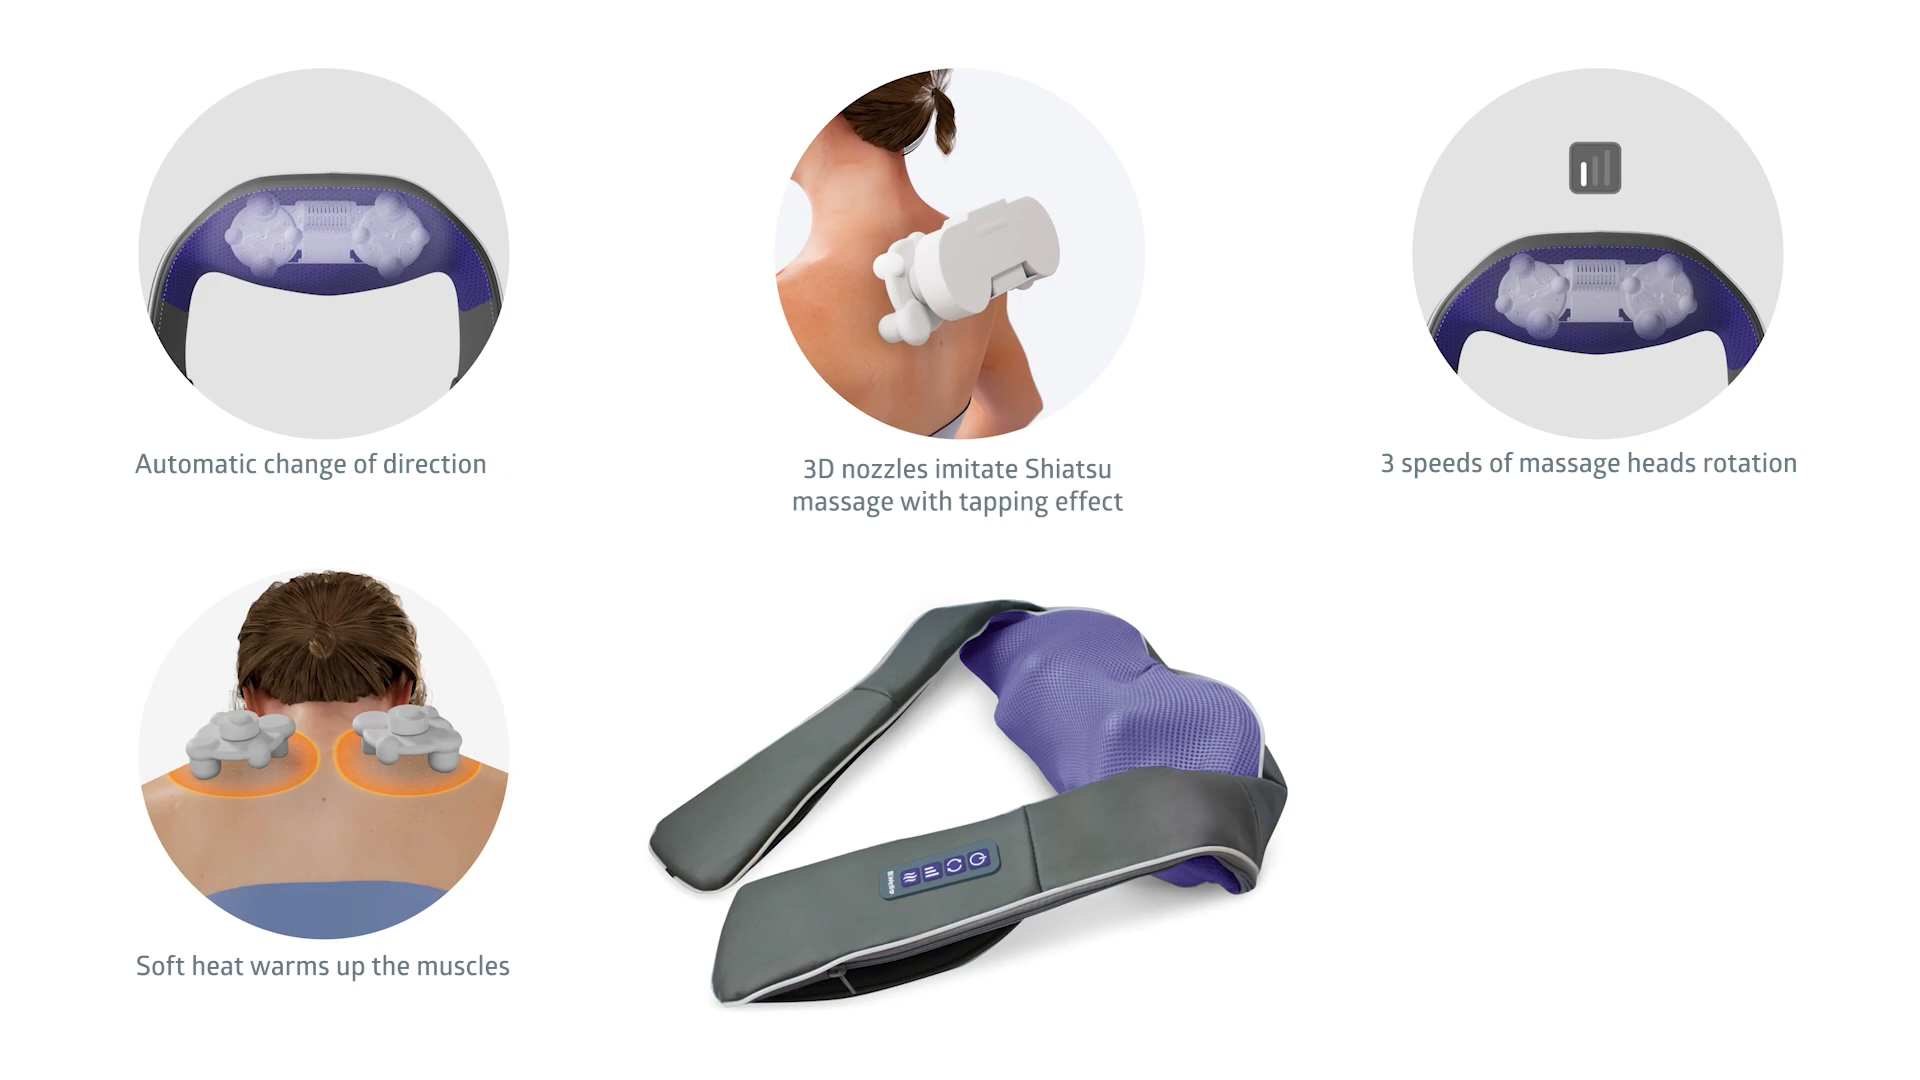 Automatic change of direction
3D nozzles imitate Shiatsu
massage with tapping effect
3 speeds of massage heads rotation
Soft heat warms up the muscles
B.Well